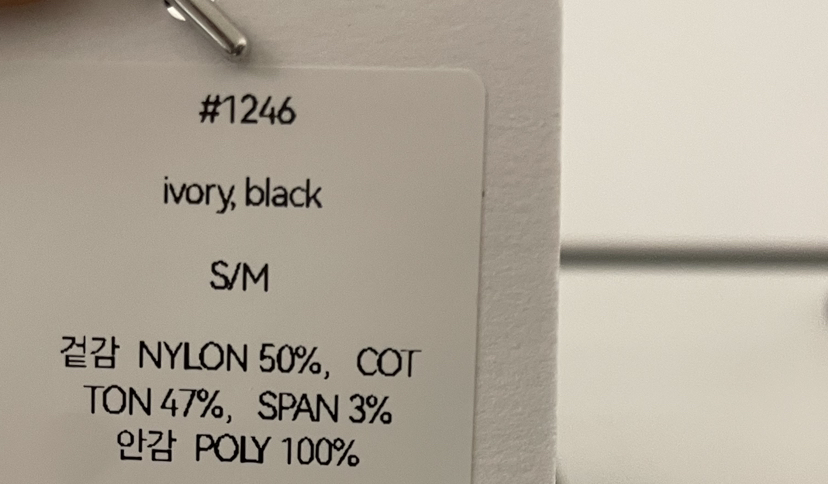 #1246
ivory, black
S/M
겉감 NYLON 50%, COT
TON 47%, SPAN 3%
안감 POLY 100%